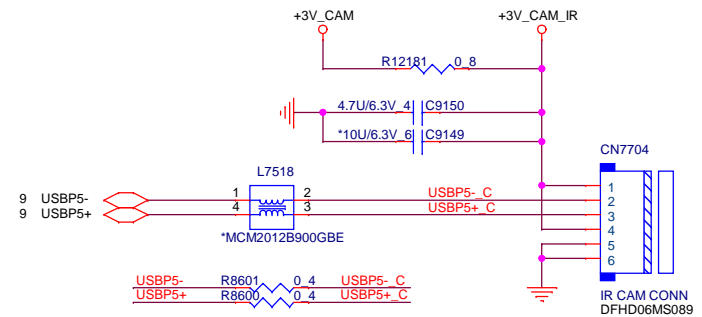 +3V_CAM +3V_CAM_IR
R12181 0_8
4.7U/6.3V_4 C9150
*10U/6.3V_6 C9149
CN7704
L7518
9 USBP5- 1 2 USBP5-_C 1
2
9 USBP5+ 4 3 USBP5+_C 3
4
*MCM2012B900GBE 5
6
USBP5- R8601 0_4 USBP5-_C
USBP5+ R8600 0_4 USBP5+_C
IR CAM CONN
DFHD06MS089